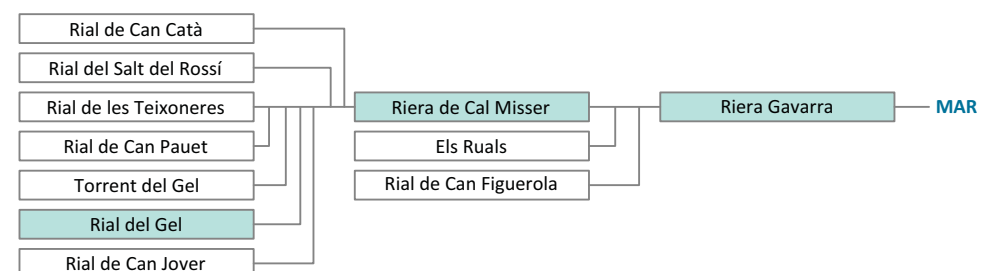 Rial de Can Catà
Rial del Salt del Rossí
Rial de les Teixoneres
Riera de Cal Misser
Riera Gavarra
MAR
Rial de Can Pauet
Els Ruals
Torrent del Gel
Rial de Can Figuerola
Rial del Gel
Rial de Can Jover